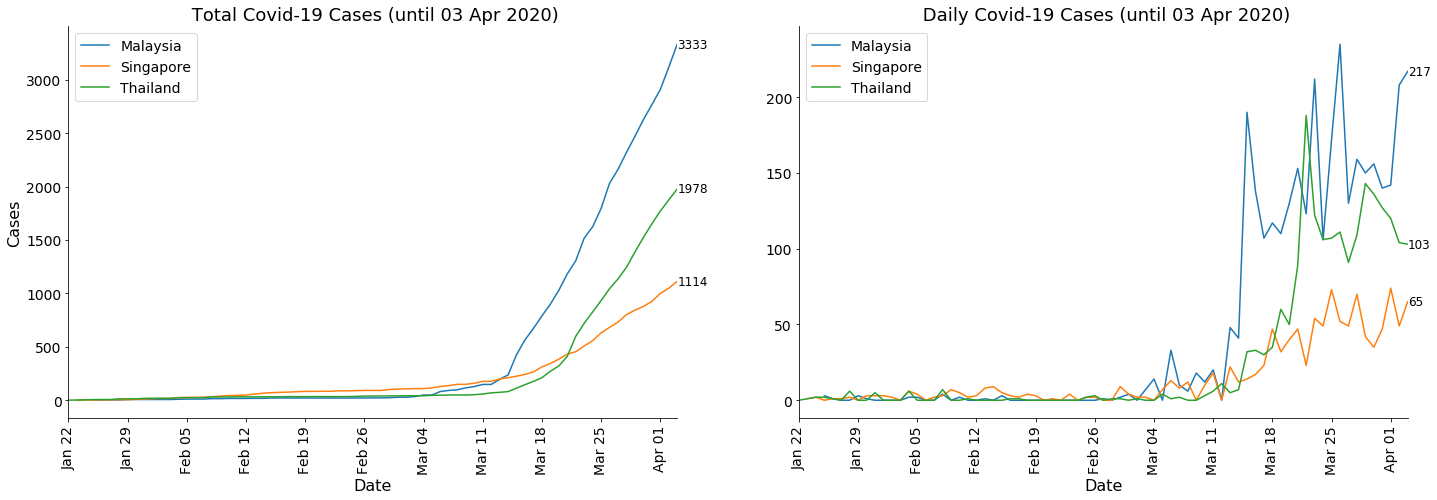 Total Covid-19 Cases (until 03 Apr 2020)
Malaysia
Singapore
Thailand
3333
1978
1114
3000
2500
2000
1500
1000
500
0
Cases
Jan 22
Jan 29
Feb 05
Feb 12
Feb 19
Feb 26
Mar 04
Mar 11
Mar 18
Mar 25
Apr 01
Date
Daily Covid-19 Cases (until 03 Apr 2020)
Malaysia
Singapore
Thailand
217
103
65
200
150
100
50
0
Jan 22
Jan 29
Feb 05
Feb 12
Feb 19
Feb 26
Mar 04
Mar 11
Mar 18
Mar 25
Apr 01
Date